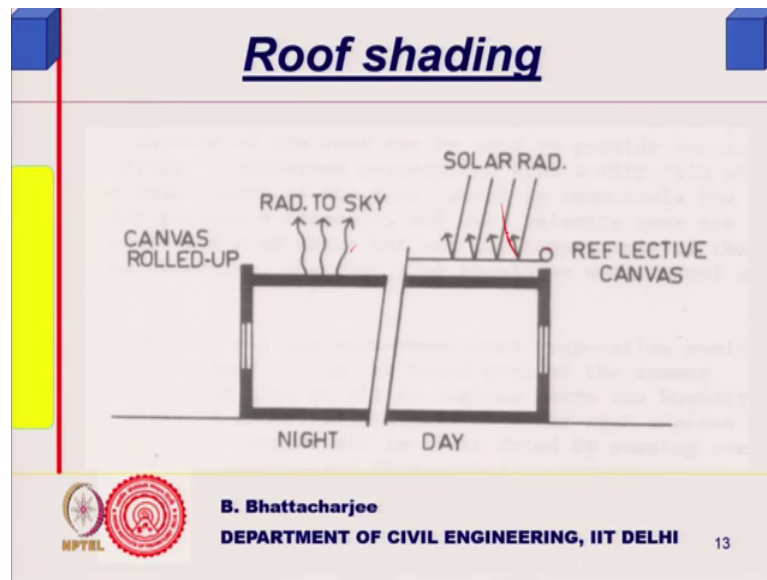 Roof shading
SOLAR RAD.
RAD. TO SKY
CANVAS
ROLLED-UP
REFLECTIVE
CANVAS
NIGHT
DAY
NPTEL
B. Bhattacharjee
DEPARTMENT OF CIVIL ENGINEERING, IIT DELHI
13